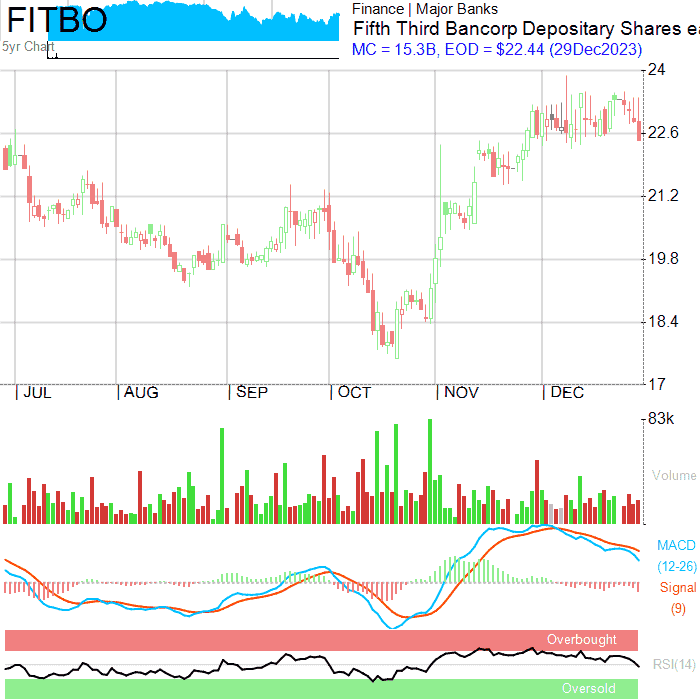 FITBO
Finance | Major Banks
Fifth Third Bancorp Depositary Shares ea
5yr Chart
MC = 15.3B, EOD = $22.44 (29Dec2023)
24
22.6
21.2
19.8
18.4
17
| JUL | AUG | SEP | OCT | NOV | DEC
83k
Volume
MACD
(12-26)
Signal
(9)
Overbought
RSI(14)
Oversold